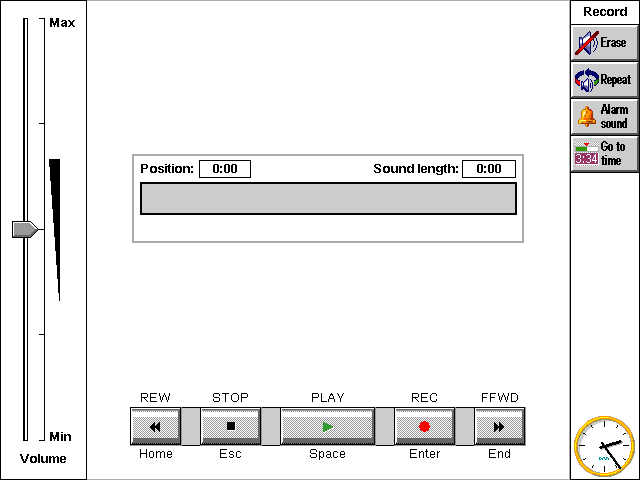 Max
Min
Volume
Position: 0:00
Sound length: 0:00
REW
STOP
PLAY
REC
FFWD
Home
Esc
Space
Enter
End
Record
Erase
Repeat
Alarm
sound
3:34
Go to
time